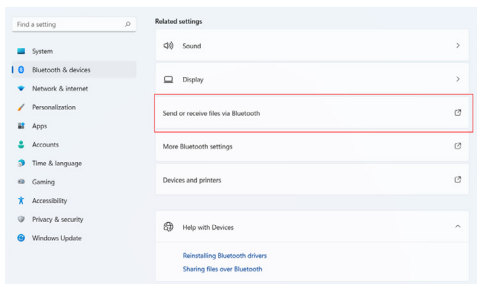 Find a setting
System
Bluetooth & devices
Network & internet
Personalization
Apps
Accounts
Time & language
Gaming
Accessibility
Privacy & security
Windows Update
Related settings
Sound
Display
Send or receive files via Bluetooth
More Bluetooth settings
Devices and printers
Help with Devices
Reinstalling Bluetooth drivers
Sharing files over Bluetooth